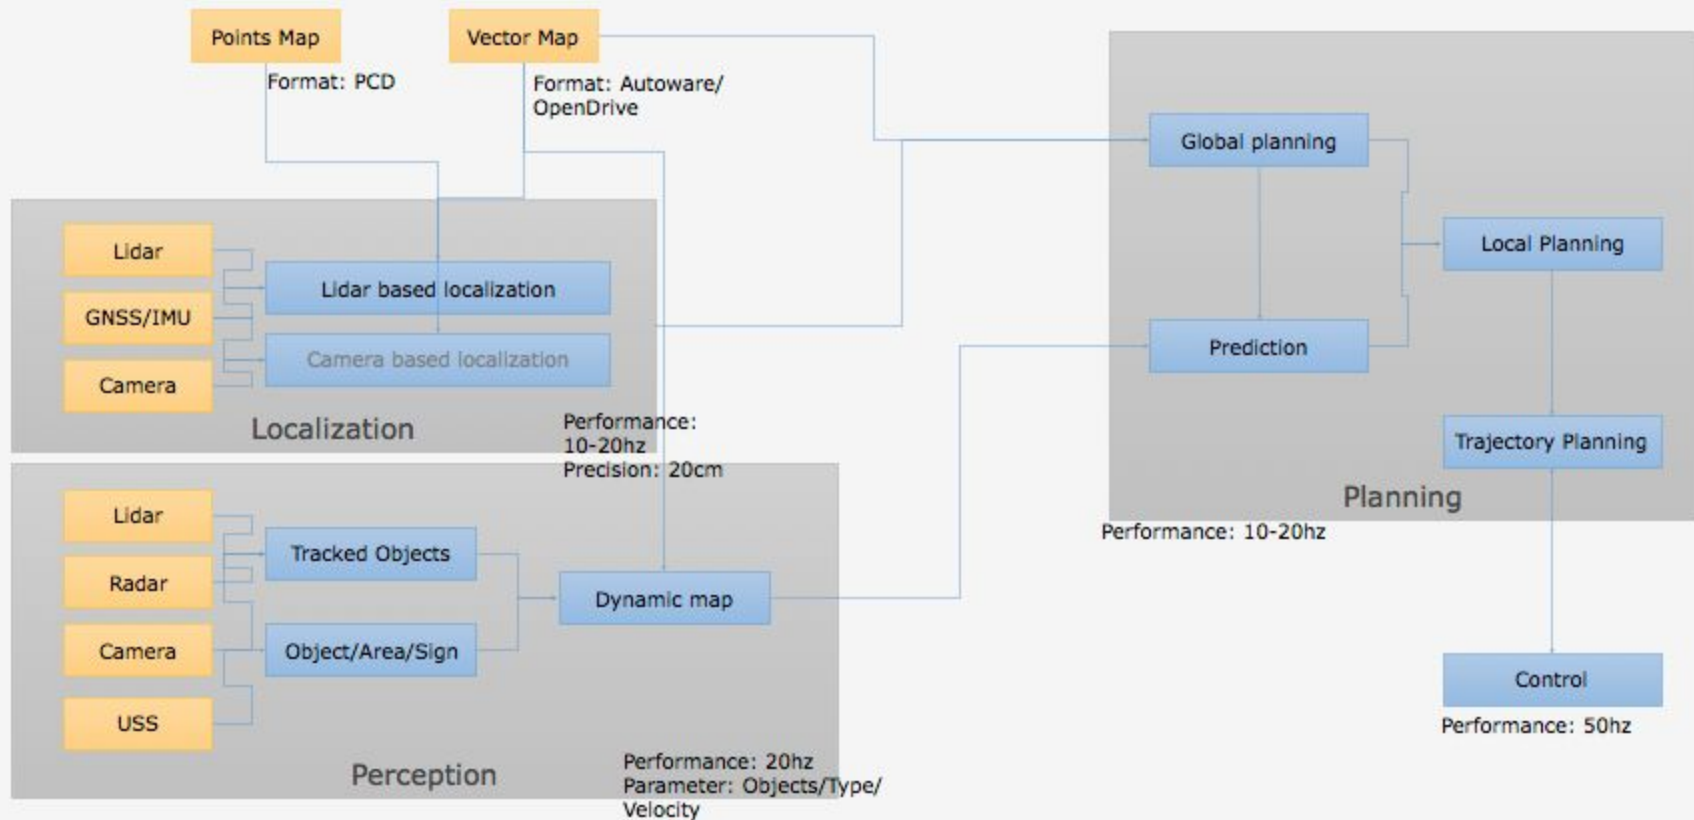 Points Map
Vector Map
Format: PCD
Format: Autoware/
OpenDrive
Lidar
GNSS/IMU
Camera
Lidar based localization
Camera based localization
Localization
Performance:
10-20hz
Precision: 20cm
Lidar
Radar
Camera
USS
Tracked Objects
Object/Area/Sign
Dynamic map
Perception
Performance: 20hz
Parameter: Objects/Type/
Velocity
Global planning
Prediction
Local Planning
Trajectory Planning
Planning
Performance: 10-20hz
Control
Performance: 50hz